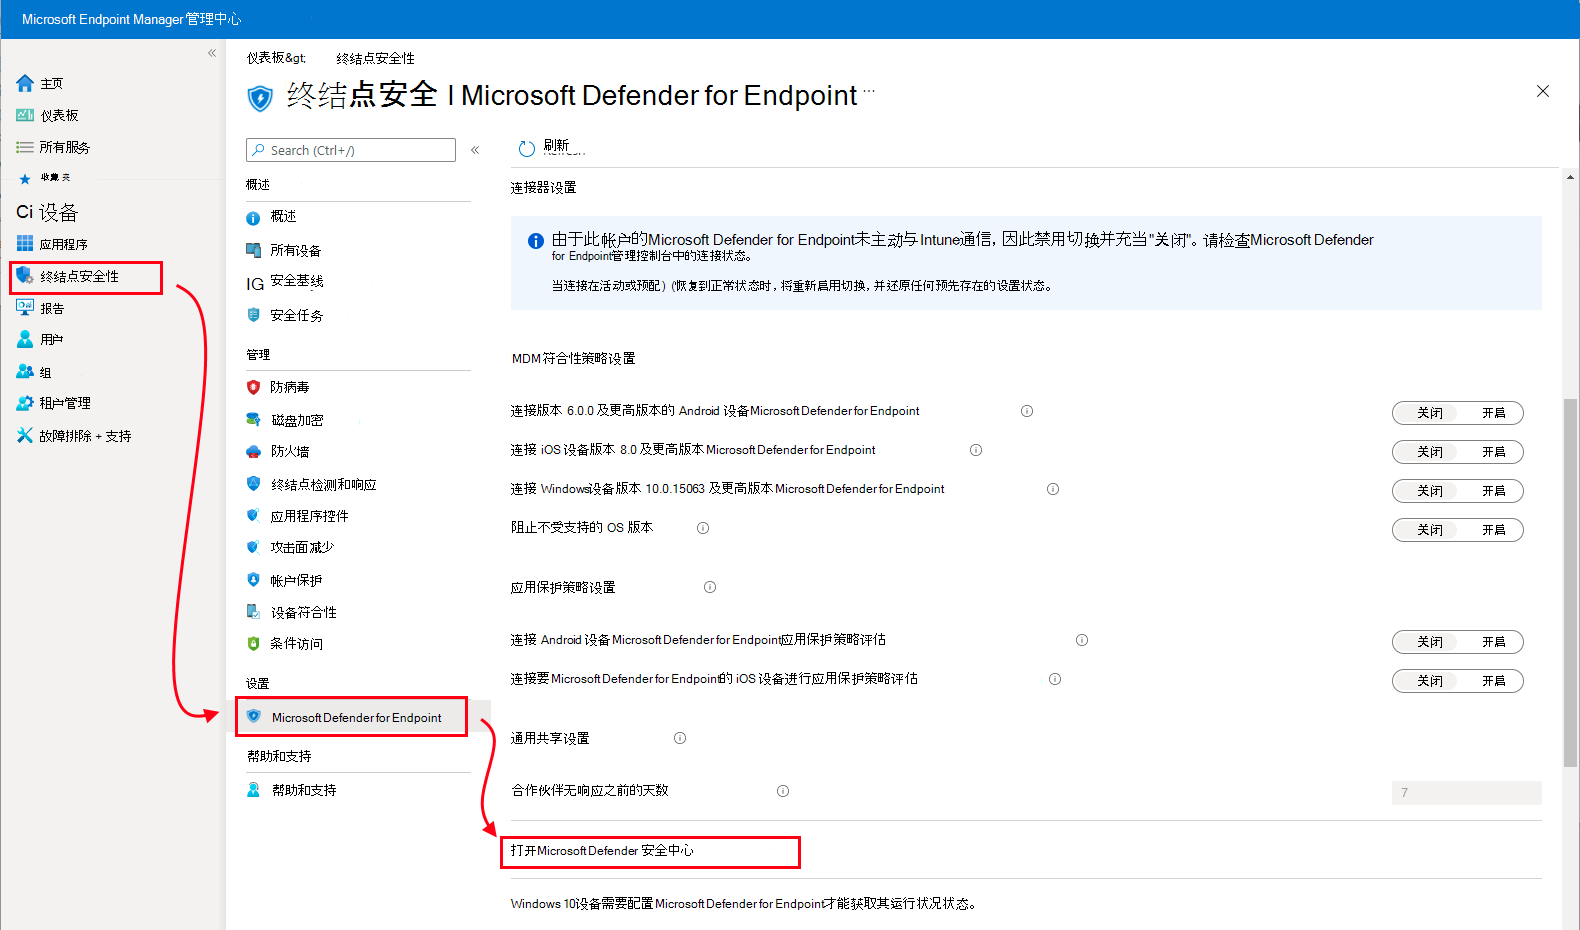 Microsoft Endpoint Manager 管理中心
主页
仪表板
所有服务
收藏 夹
Ci 设备
应用程序
终结点安全性
报告
用户
组
租户管理
故障排除 + 支持
仪表板&gt; 终结点安全性
终结点安全 I Microsoft Defender for Endpoint ...
Search (Ctrl+/)
概述
概述
所有设备
IG 安全基线
安全任务
管理
防病毒
磁盘加密
防火墙
终结点检测和响应
应用程序控件
攻击面减少
帐户保护
设备符合性
条件访问
设置
Microsoft Defender for Endpoint
帮助和支持
帮助和支持
刷新
连接器设置
由于此帐户的Microsoft Defender for Endpoint未主动与Intune通信, 因此禁用切换并充当"关闭"。请检查Microsoft Defender
for Endpoint管理控制台中的连接状态。
当连接在活动或预配）(恢复到正常状态时, 将重新启用切换, 并还原任何预先存在的设置状态。
MDM 符合性策略设置
连接版本 6.0.0 及更高版本的 Android 设备Microsoft Defender for Endpoint 关闭 开启
连接 iOS 设备版本 8.0 及更高版本 Microsoft Defender for Endpoint 关闭 开启
连接 Windows设备版本 10.0.15063 及更高版本 Microsoft Defender for Endpoint 关闭 开启
阻止不受支持的 OS 版本 关闭 开启
应用保护策略设置
连接 Android 设备 Microsoft Defender for Endpoint应用保护策略评估 关闭 开启
连接要 Microsoft Defender for Endpoint的 iOS 设备进行应用保护策略评估 关闭 开启
通用共享设置
合作伙伴无响应之前的天数 7
打开Microsoft Defender 安全中心
Windows 10设备需要配置 Microsoft Defender for Endpoint才能获取其运行状况状态。